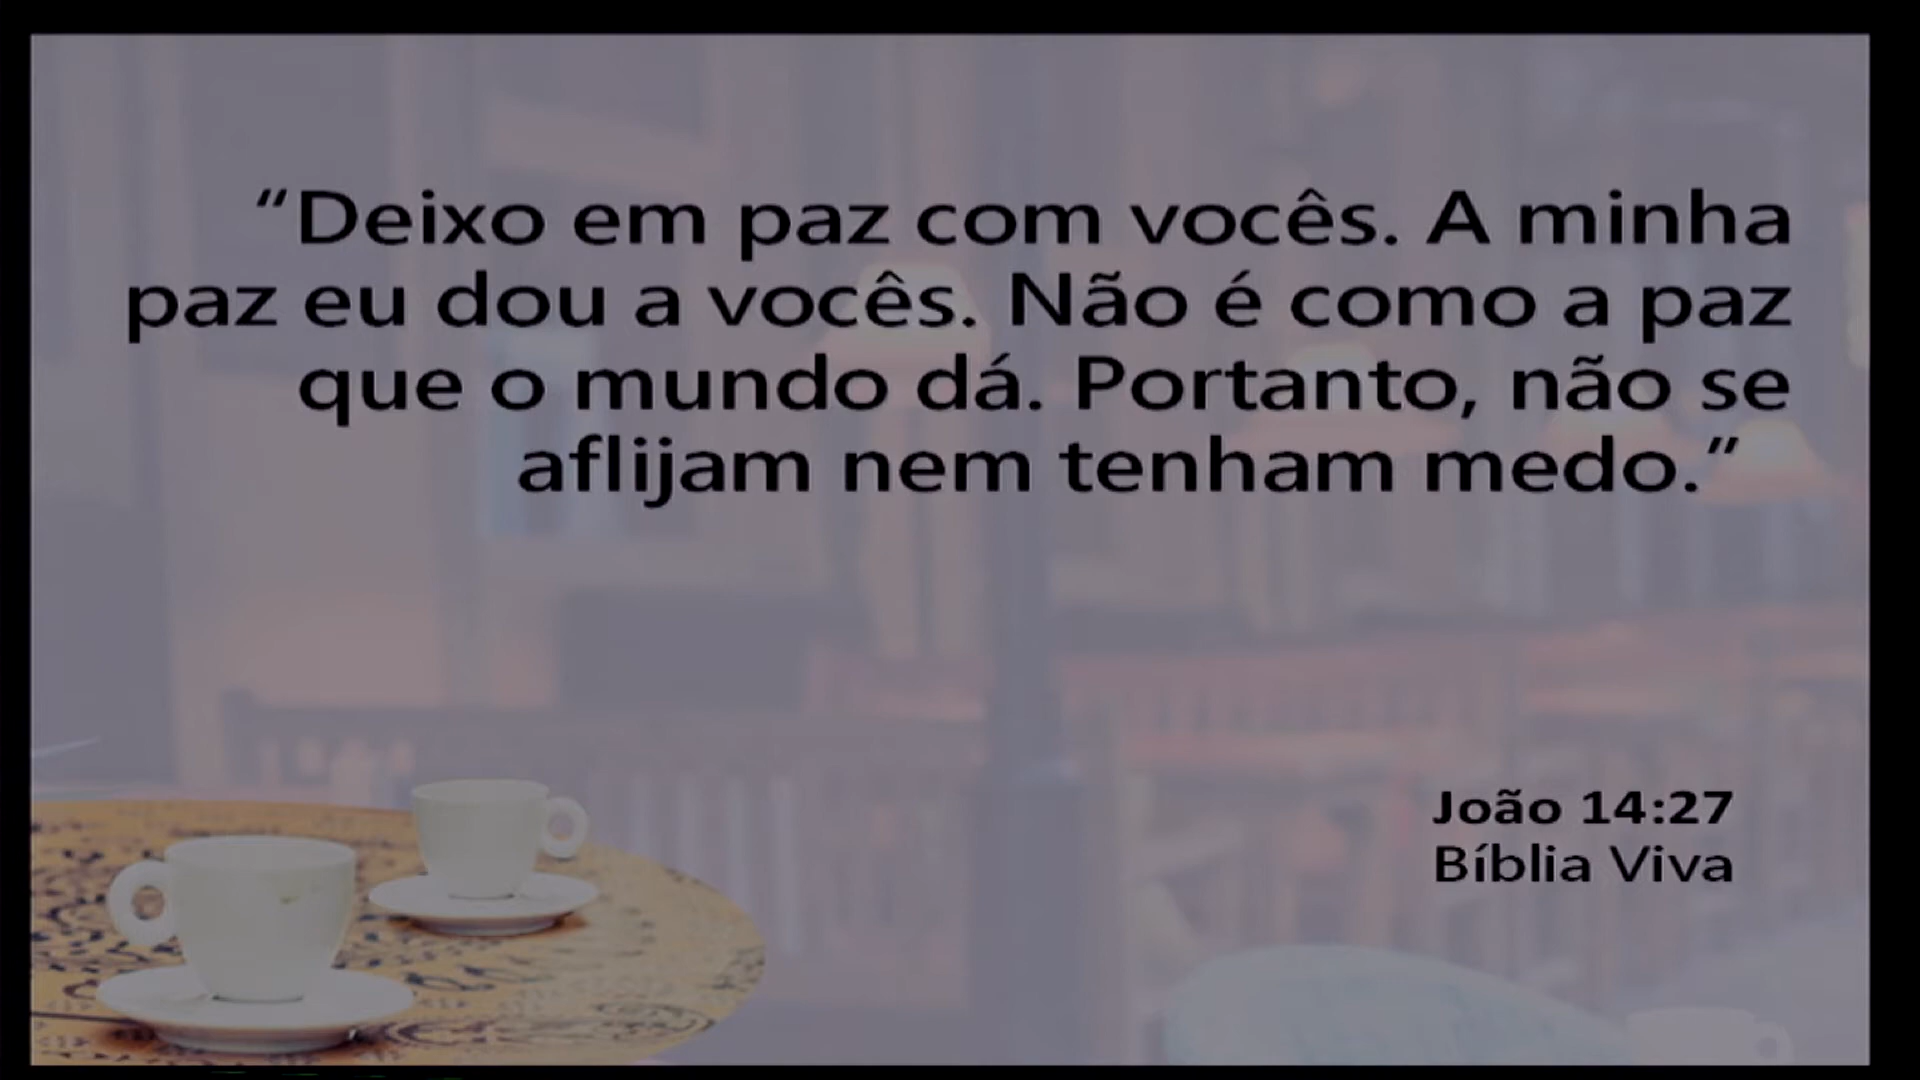 “Deixo em paz com vocês. A minha
paz eu dou a vocês. Não é como a paz
que o mundo dá. Portanto, não se
aflijam nem tenham medo.”
João 14:27
Bíblia Viva